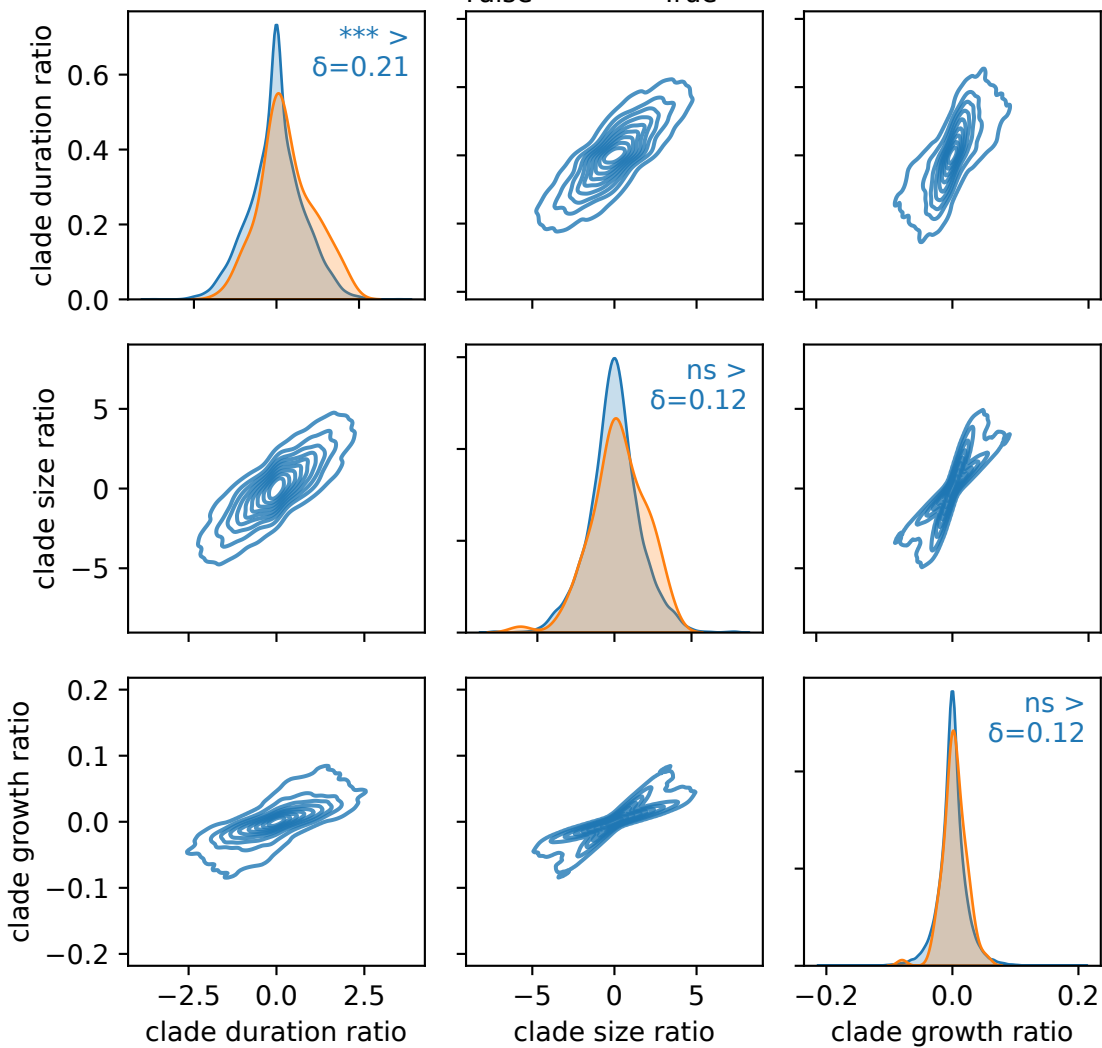 clade duration ratio
0.6
0.4
0.2
0.0
*** >
δ=0.21
clade size ratio
5
0
−5
ns >
δ=0.12
clade growth ratio
0.2
0.1
0.0
−0.1
−0.2
ns >
δ=0.12
−2.5 0.0 2.5
−5 0 5
−0.2 0.0 0.2
clade duration ratio
clade size ratio
clade growth ratio